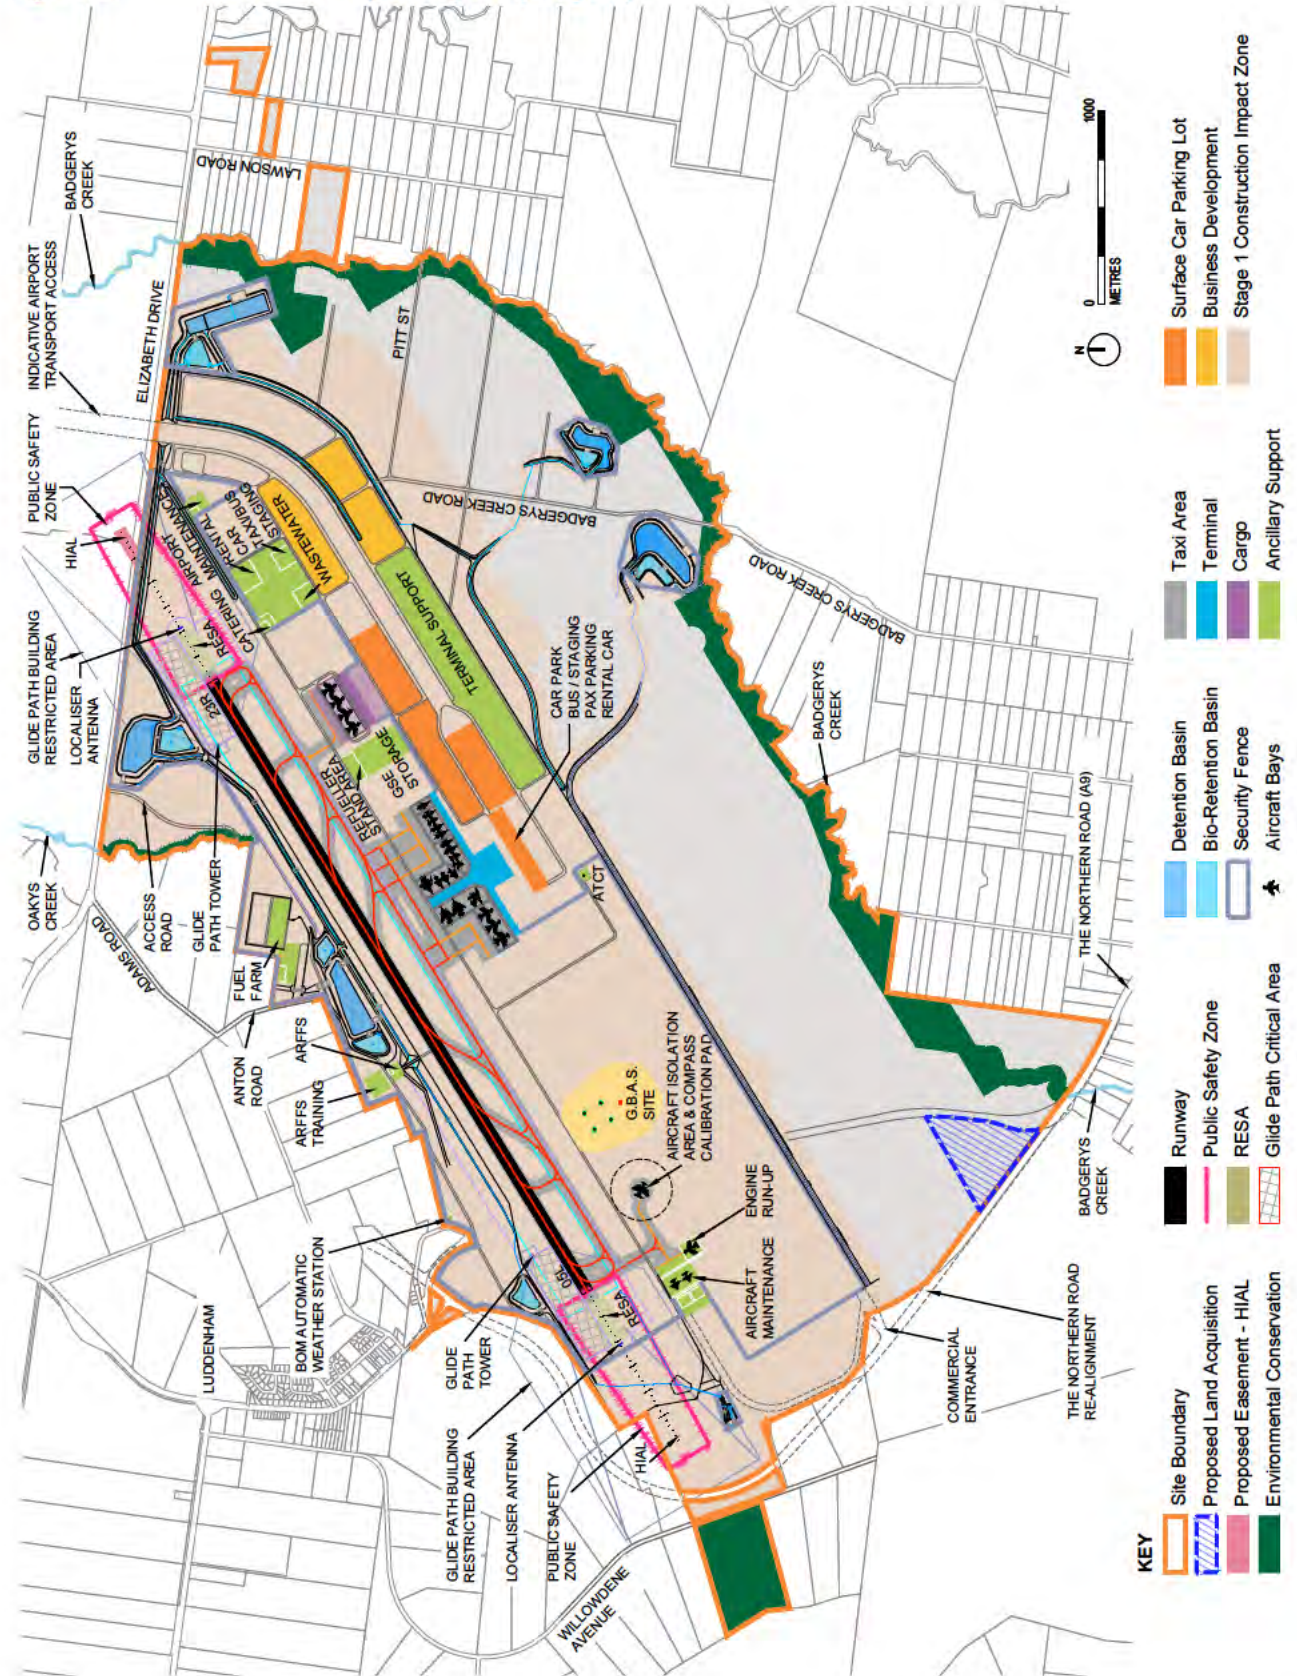 BADGERYS
CREEK
INDICATIVE AIRPORT
TRANSPORT ACCESS
PUBLIC SAFETY
ZONE
HIAL
GLIDE PATH BUILDING
RESTRICTED AREA
LOCALISER
ANTENNA
OAKYS
CREEK
ELIZABETH DRIVE
LAWSON ROAD
PITT ST
BADGERYS CREEK ROAD
BADGERYS CREEK ROAD
ADAMS ROAD
ACCESS
ROAD
GLIDE
PATH TOWER
FUEL
FARM
ANTON
ROAD
ARFFS
ARFFS
TRAINING
AIRPORT
MAINTENANCE
RENTAL
CAR
TAXI/BUS
STAGING
WASTEWATER
CATERING
RESA
23R
TERMINAL SUPPORT
REFUELLER
STAND AREA
GSE
STORAGE
CAR PARK
BUS / STAGING
PAX PARKING
RENTAL CAR
ATCT
BADGERYS
CREEK
THE NORTHERN ROAD (A9)
G.B.A.S.
SITE
AIRCRAFT ISOLATION
AREA & COMPASS
CALIBRATION PAD
ENGINE
RUN-UP
AIRCRAFT
MAINTENANCE
05L
RESA
LUDDENHAM
BOM AUTOMATIC
WEATHER STATION
GLIDE
PATH
TOWER
GLIDE PATH BUILDING
RESTRICTED AREA
LOCALISER ANTENNA
PUBLIC SAFETY
ZONE
HIAL
WILLOWDENE
AVENUE
COMMERCIAL
ENTRANCE
THE NORTHERN ROAD
RE-ALIGNMENT
BADGERYS
CREEK
N
0
1000
METRES
KEY
Site Boundary
Proposed Land Acquisition
Proposed Easement - HIAL
Environmental Conservation
Runway
Public Safety Zone
RESA
Glide Path Critical Area
Detention Basin
Bio-Retention Basin
Security Fence
Aircraft Bays
Taxi Area
Terminal
Cargo
Ancillary Support
Surface Car Parking Lot
Business Development
Stage 1 Construction Impact Zone